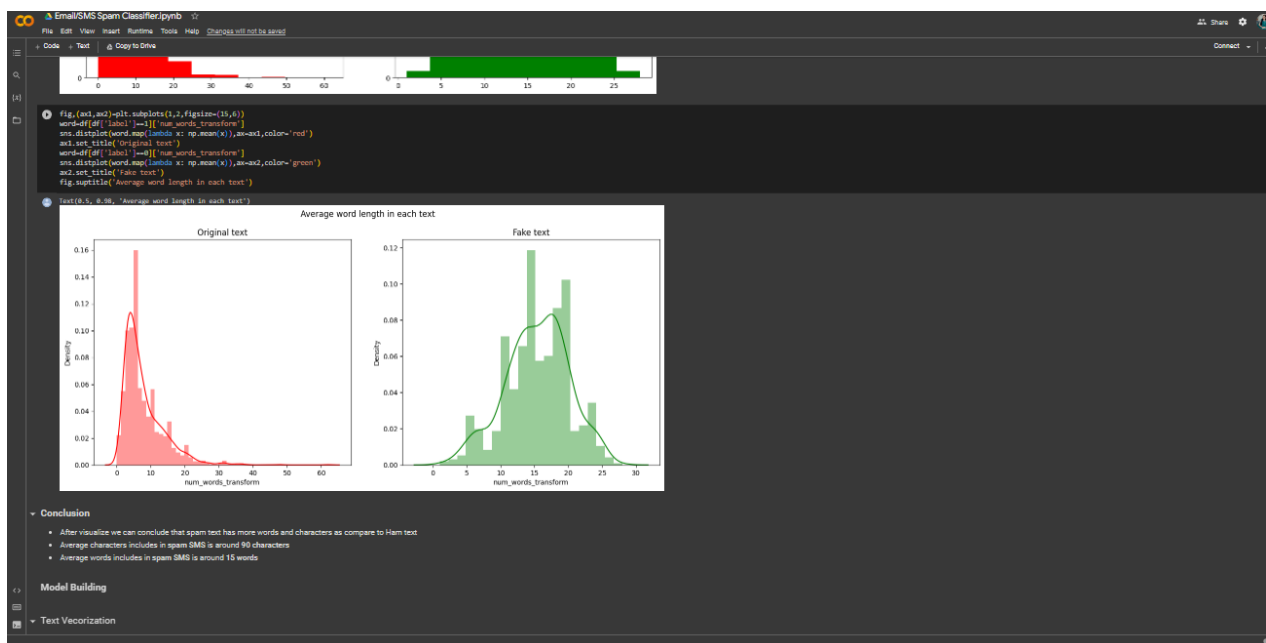 Email/SMS Spam Classifier.ipynb
File Edit View Insert Runtime Tools Help Changes will not be saved
Share
+ Code + Text Copy to Drive
Connect
0
0 10 20 30 40 50 60
0
0 5 10 15 20 25
fig,(ax1,ax2)=plt.subplots(1,2,figsize=(15,6))
word=df[df['label']==1]['num_words_transform']
sns.distplot(word.map(lambda x: np.mean(x)),ax=ax1,color='red')
ax1.set_title('Original text')
word=df[df['label']==0]['num_words_transform']
sns.distplot(word.map(lambda x: np.mean(x)),ax=ax2,color='green')
ax2.set_title('Fake text')
fig.suptitle('Average word length in each text')
Text(0.5, 0.98, 'Average word length in each text')
Average word length in each text
Original text
0.16
0.14
0.12
0.10
0.08
0.06
0.04
0.02
0.00
Density
0 10 20 30 40 50 60
num_words_transform
Fake text
0.12
0.10
0.08
0.06
0.04
0.02
0.00
Density
0 5 10 15 20 25 30
num_words_transform
Conclusion
• After visualize we can conclude that spam text has more words and characters as compare to Ham text
• Average characters includes in spam SMS is around 90 characters
• Average words includes in spam SMS is around 15 words
Model Building
Text Vecorization